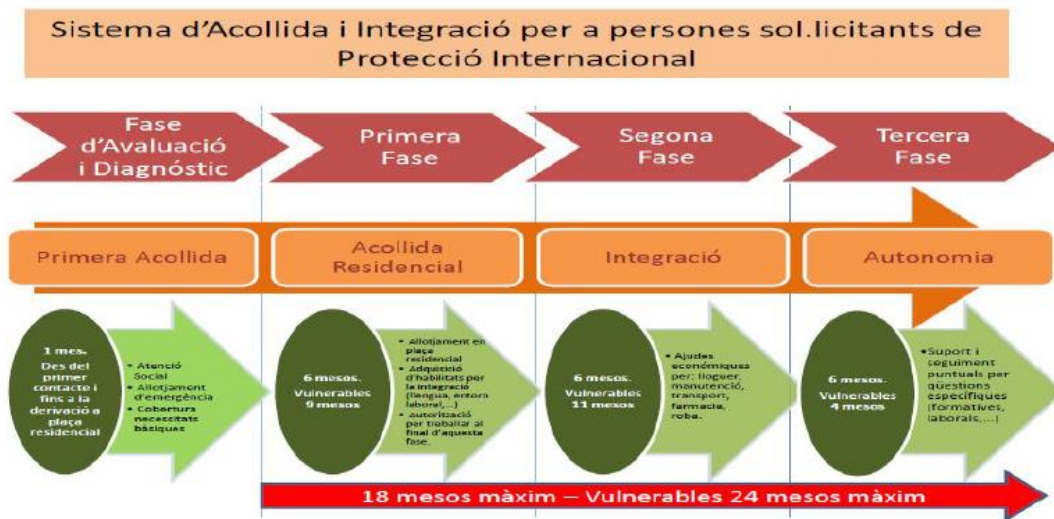 Sistema d'Acollida i Integració per a persones sol.licitants de
Protecció Internacional
Fase
d'Avaluació
i Diagnóstic
Primera
Fase
Segona
Fase
Tercera
Fase
Primera Acollida
Acollida
Residencial
Integració
Autonomia
1 mes.
Des del
primer
contacte i
fins a la
derivació a
plaça
residencial
• Atenció
Social
• Allotjament
d'emergència
• Cobertura
necessitats
bàsiques
6 mesos.
Vulnerables
9 mesos
• Allotjament en
plaça
residencial
• Adquisició
d'habilitats per
la integració
(llengua, entorn
laboral,...)
• Autorització
per treballar al
final d'aquesta
fase.
6 mesos.
Vulnerables
11 mesos
• Ajudes
econòmiques
per: lloguer,
manutenció,
transport,
farmacia,
roba.
6 mesos.
Vulnerables
4 mesos
• Suport i
seguiment
puntuals per
qüestions
específiques
(formatives,
laborals,...)
18 mesos màxim – Vulnerables 24 mesos màxim